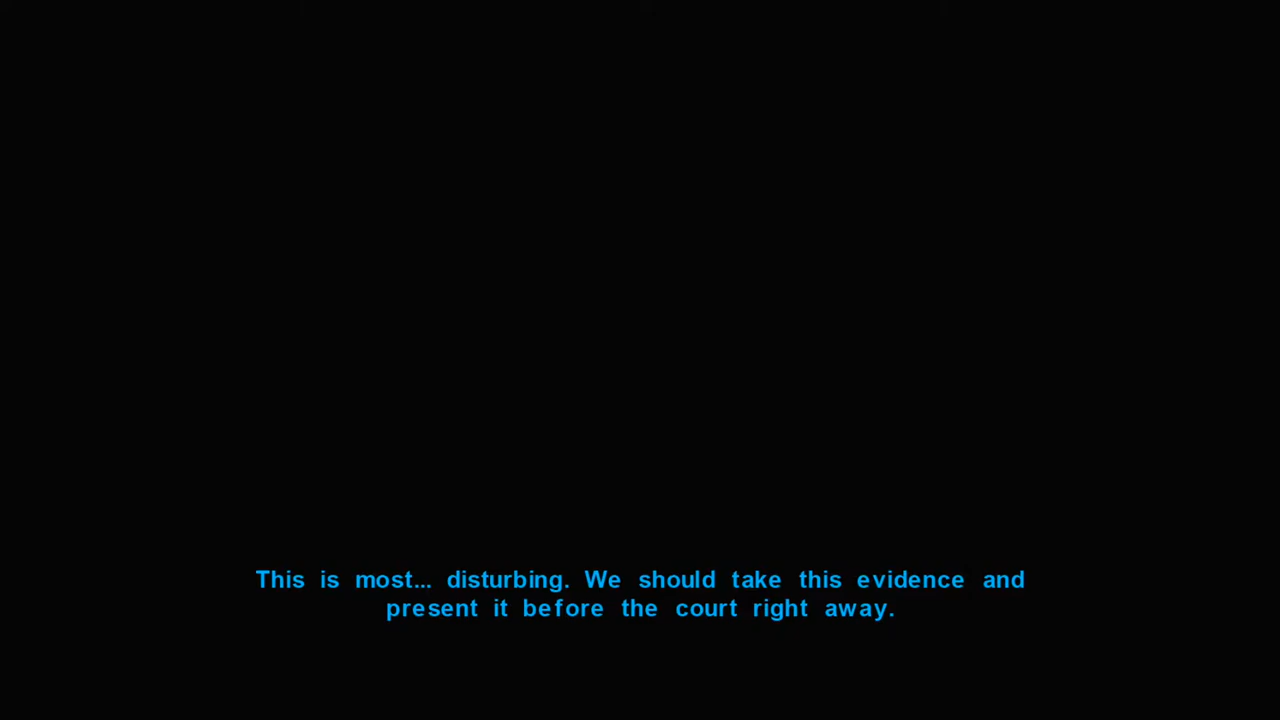 This is most... disturbing. We should take this evidence and
present it before the court right away.